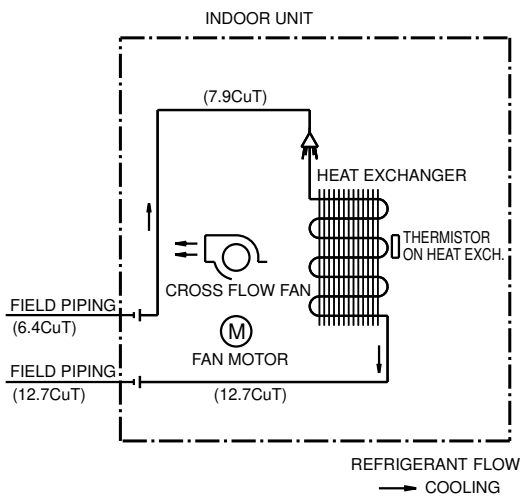 INDOOR UNIT
(7.9CuT)
HEAT EXCHANGER
THERMISTOR
ON HEAT EXCH.
CROSS FLOW FAN
FIELD PIPING
(6.4CuT)
M
FAN MOTOR
FIELD PIPING
(12.7CuT)
(12.7CuT)
REFRIGERANT FLOW
COOLING